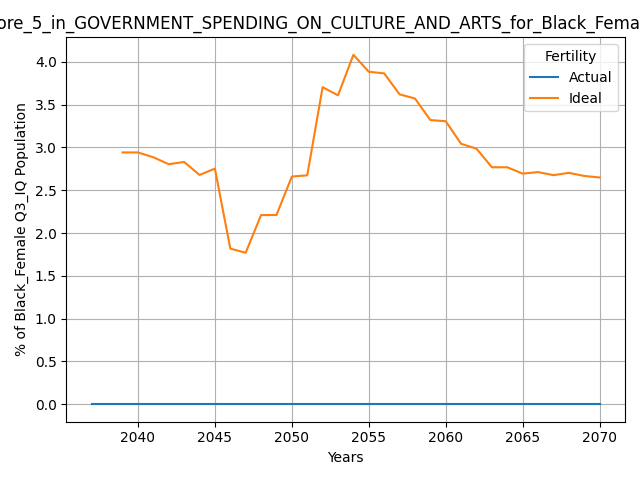 ore_5_in_GOVERNMENT_SPENDING_ON_CULTURE_AND_ARTS_for_Black_Fema
Fertility
Actual
Ideal
% of Black_Female Q3_IQ Population
4.0
3.5
3.0
2.5
2.0
1.5
1.0
0.5
0.0
2040 2045 2050 2055 2060 2065 2070
Years